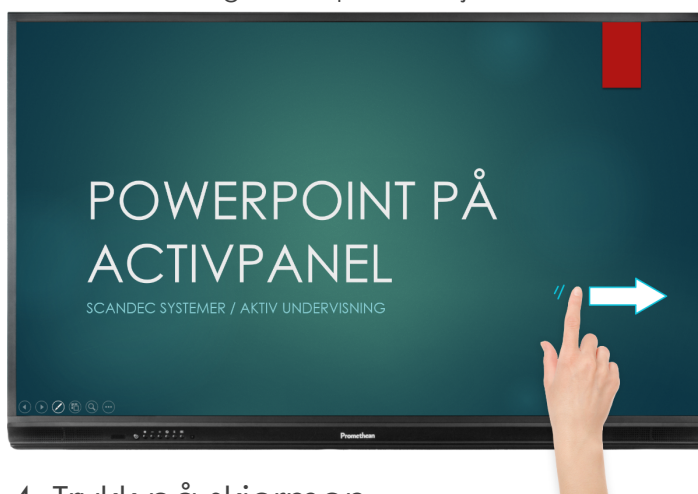 POWERPOINT PÅ
ACTIVPANEL
SCANDEC SYSTEMER / AKTIV UNDERVISNING
Promethean